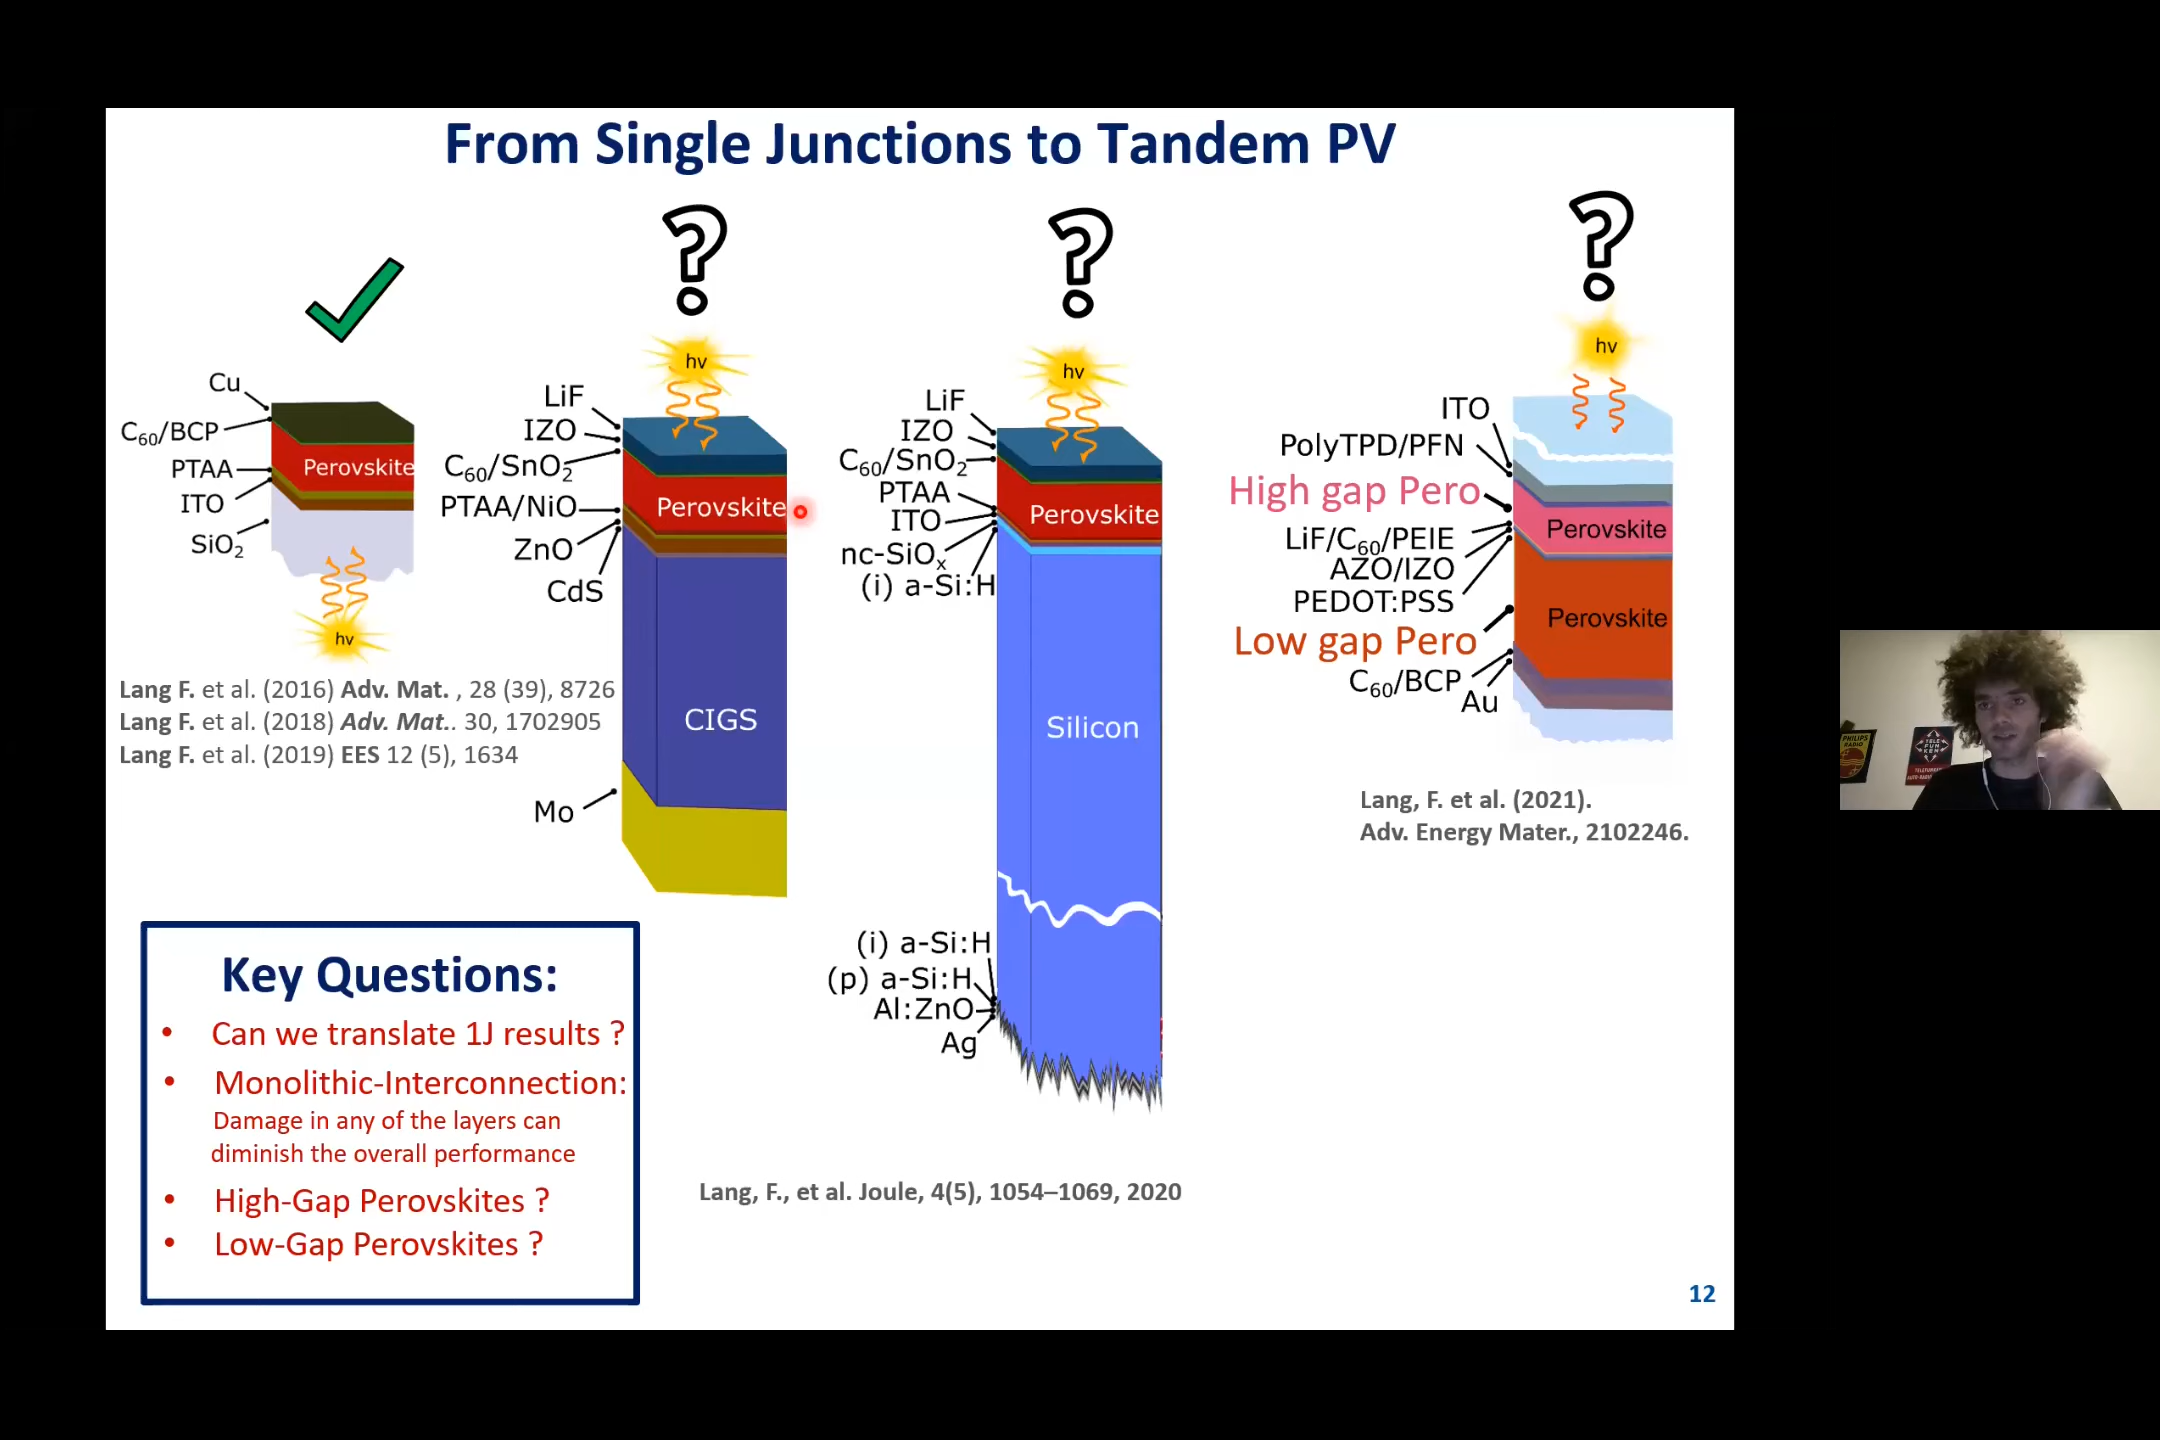 From Single Junctions to Tandem PV
Cu
C60/BCP
PTAA
ITO
SiO2
Perovskite
hv
Lang F. et al. (2016) Adv. Mat. , 28 (39), 8726
Lang F. et al. (2018) Adv. Mat.. 30, 1702905
Lang F. et al. (2019) EES 12 (5), 1634
?
hv
LiF
IZO
C60/SnO2
PTAA/NiO
ZnO
CdS
Perovskite
CIGS
Mo
?
hv
LiF
IZO
C60/SnO2
PTAA
ITO
nc-SiOx
(i) a-Si:H
Perovskite
Silicon
(i) a-Si:H
(p) a-Si:H
Al:ZnO
Ag
Lang, F., et al. Joule, 4(5), 1054–1069, 2020
?
hv
ITO
PolyTPD/PFN
High gap Pero
Perovskite
LiF/C60/PEIE
AZO/IZO
PEDOT:PSS
Perovskite
Low gap Pero
C60/BCP
Au
Lang, F. et al. (2021).
Adv. Energy Mater., 2102246.
Key Questions:
• Can we translate 1J results ?
• Monolithic-Interconnection:
Damage in any of the layers can
diminish the overall performance
• High-Gap Perovskites ?
• Low-Gap Perovskites ?
12
PHILIPS
RADIO
TELE
FUN
KEN